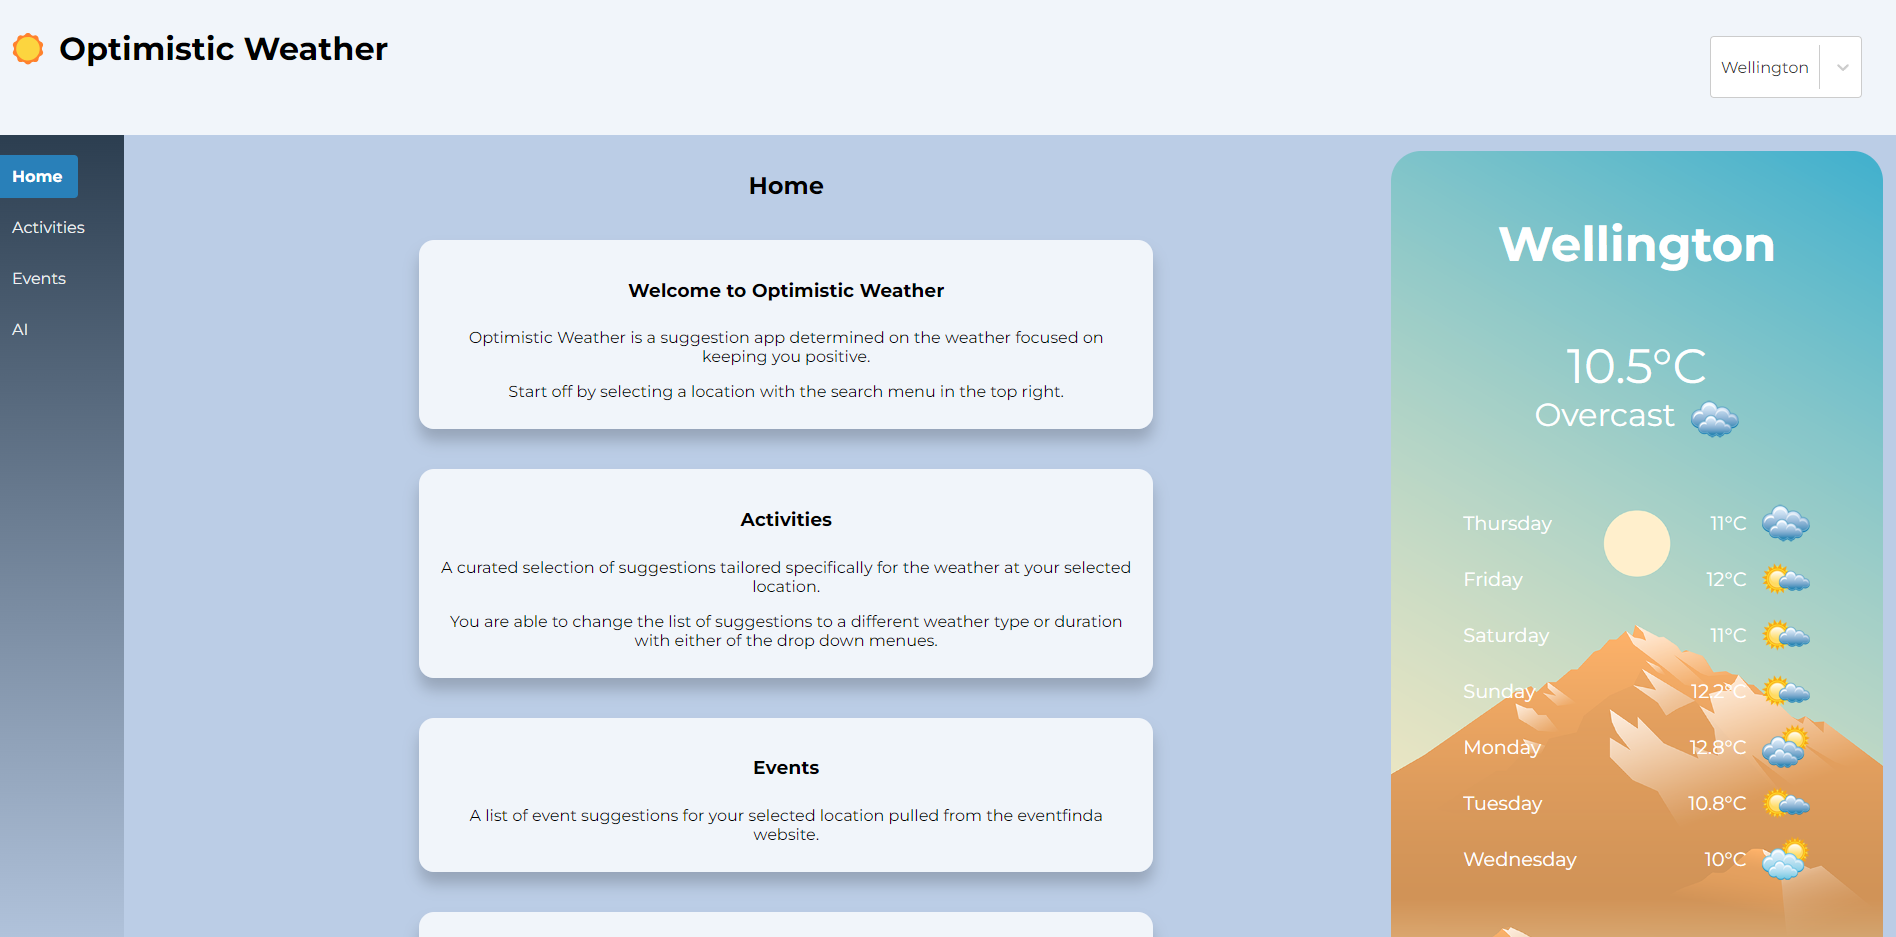 Optimistic Weather
Wellington
Home
Activities
Events
AI
Home
Welcome to Optimistic Weather
Optimistic Weather is a suggestion app determined on the weather focused on
keeping you positive.
Start off by selecting a location with the search menu in the top right.
Activities
A curated selection of suggestions tailored specifically for the weather at your selected
location.
You are able to change the list of suggestions to a different weather type or duration
with either of the drop down menues.
Events
A list of event suggestions for your selected location pulled from the eventfinda
website.
Wellington
10.5°C
Overcast
Thursday 11°C
Friday 12°C
Saturday 11°C
Sunday 12.2°C
Monday 12.8°C
Tuesday 10.8°C
Wednesday 10°C